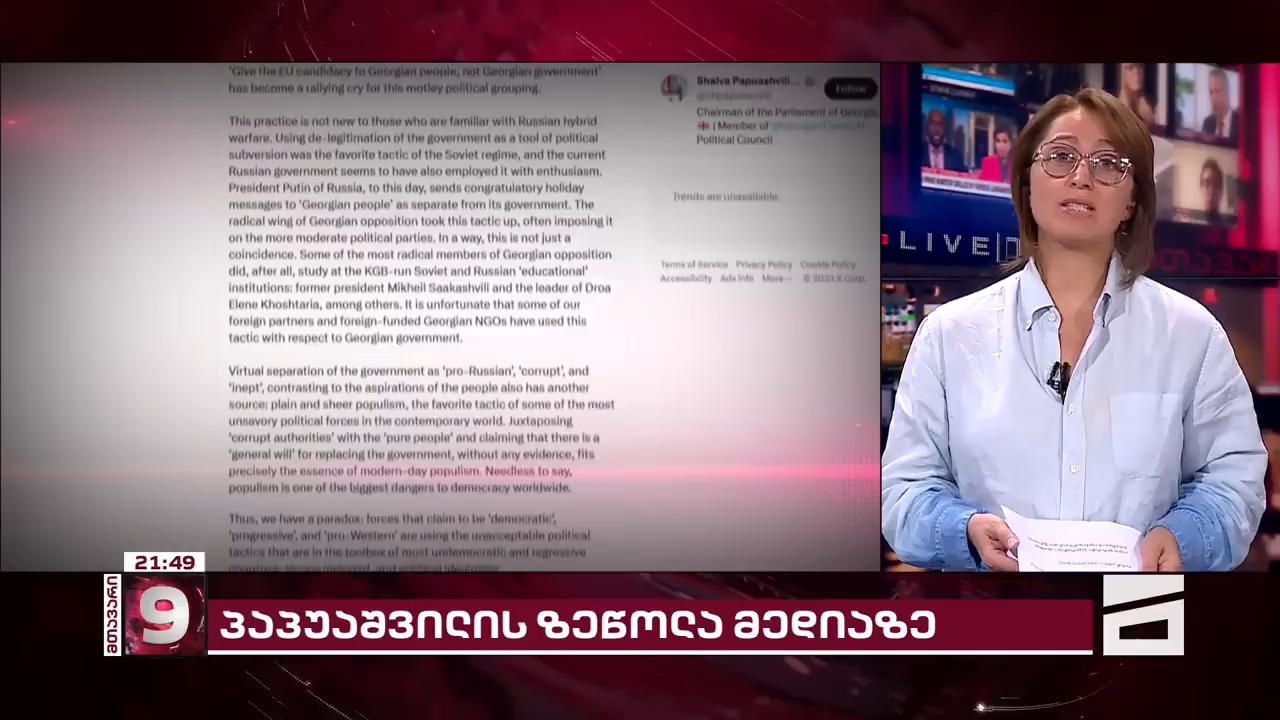 'Give the EU candidacy to Georgian people, not Georgian government'
has become a rallying cry for this motley political grouping.
This practice is not new to those who are familiar with Russian hybrid
warfare. Using de-legitimation of the government as a tool of political
subversion was the favorite tactic of the Soviet regime, and the current
Russian government seems to have also employed it with enthusiasm.
President Putin of Russia, to this day, sends congratulatory holiday
messages to 'Georgian people' as separate from its government. The
radical wing of Georgian opposition took this tactic up, often imposing it
on the more moderate political parties. In a way, this is not just a
coincidence. Some of the most radical members of Georgian opposition
did, after all, study at the KGB-run Soviet and Russian 'educational'
institutions: former president Mikheil Saakashvili and the leader of Droa
Elene Khoshtaria, among others. It is unfortunate that some of our
foreign partners and foreign-funded Georgian NGOs have used this
tactic with respect to Georgian government.
Virtual separation of the government as 'pro-Russian', 'corrupt', and
'inept', contrasting to the aspirations of the people also has another
source: plain and sheer populism, the favorite tactic of some of the most
unsavory political forces in the contemporary world. Juxtaposing
'corrupt authorities' with the 'pure people' and claiming that there is a
'general will' for replacing the government, without any evidence, fits
precisely the essence of modern-day populism. Needless to say,
populism is one of the biggest dangers to democracy worldwide.
Thus, we have a paradox: forces that claim to be 'democratic',
'progressive', and 'pro-Western' are using the unacceptable political
tactics that are in the toolbox of most undemocratic and regressive
Shalva Papuashvili...
Follow
Chairman of the Parliament of Georgia
| Member of
Political Council
Trends are unavailable.
Terms of Service Privacy Policy Cookie Policy
Accessibility Ads info More ... © 2023 X Corp.
LIVE
21:49
მთავარი
9
პაპუაშვილის ზეწოლა მედიაზე